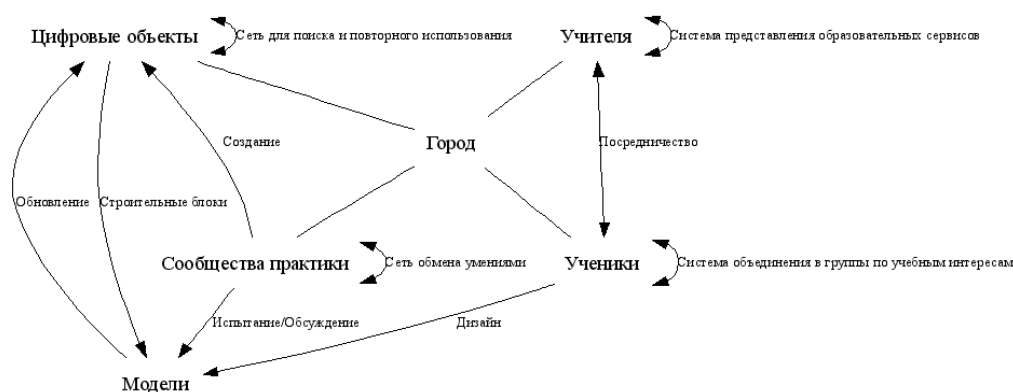 Цифровые объекты
Сеть для поиска и повторного использования
Учителя
Система представления образовательных сервисов
Создание
Город
Посредничество
Обновление
Строительные блоки
Сообщества практики
Сеть обмена умениями
Ученики
Система объединения в группы по учебным интересам
Испытание/Обсуждение
Дизайн
Модели